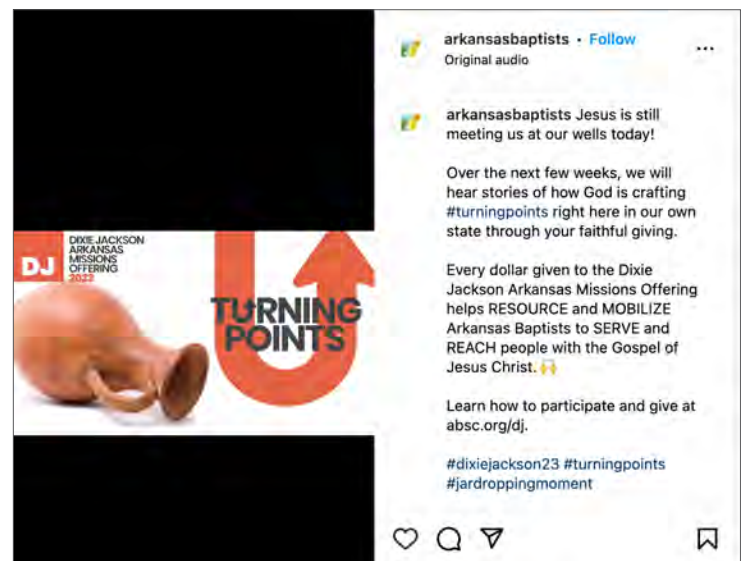 DJ
DIXIE JACKSON
ARKANSAS
MISSIONS
OFFERING
TURNING
POINTS
arkansasbaptists • Follow
Original audio
arkansasbaptists Jesus is still
meeting us at our wells today!
Over the next few weeks, we will
hear stories of how God is crafting
#turningpoints right here in our own
state through your faithful giving.
Every dollar given to the Dixie
Jackson Arkansas Missions Offering
helps RESOURCE and MOBILIZE
Arkansas Baptists to SERVE and
REACH people with the Gospel of
Jesus Christ. 🙌
Learn how to participate and give at
absc.org/dj.
#dixiejackson23 #turningpoints
#jardroppingmoment